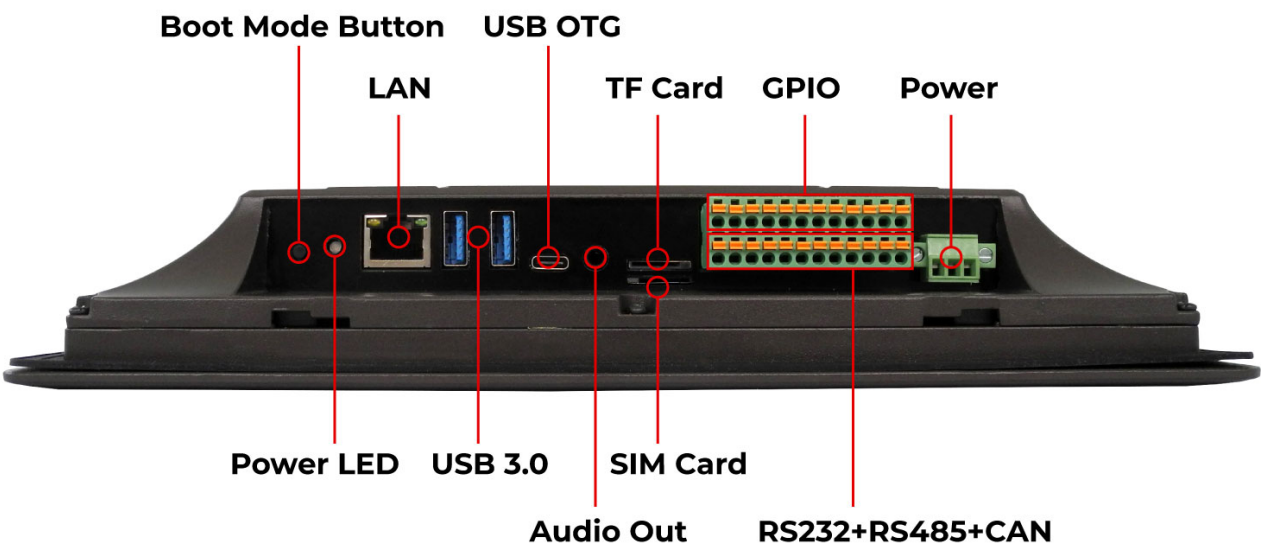 Boot Mode Button
USB OTG
LAN
TF Card
GPIO
Power
Power LED
USB 3.0
SIM Card
Audio Out
RS232+RS485+CAN